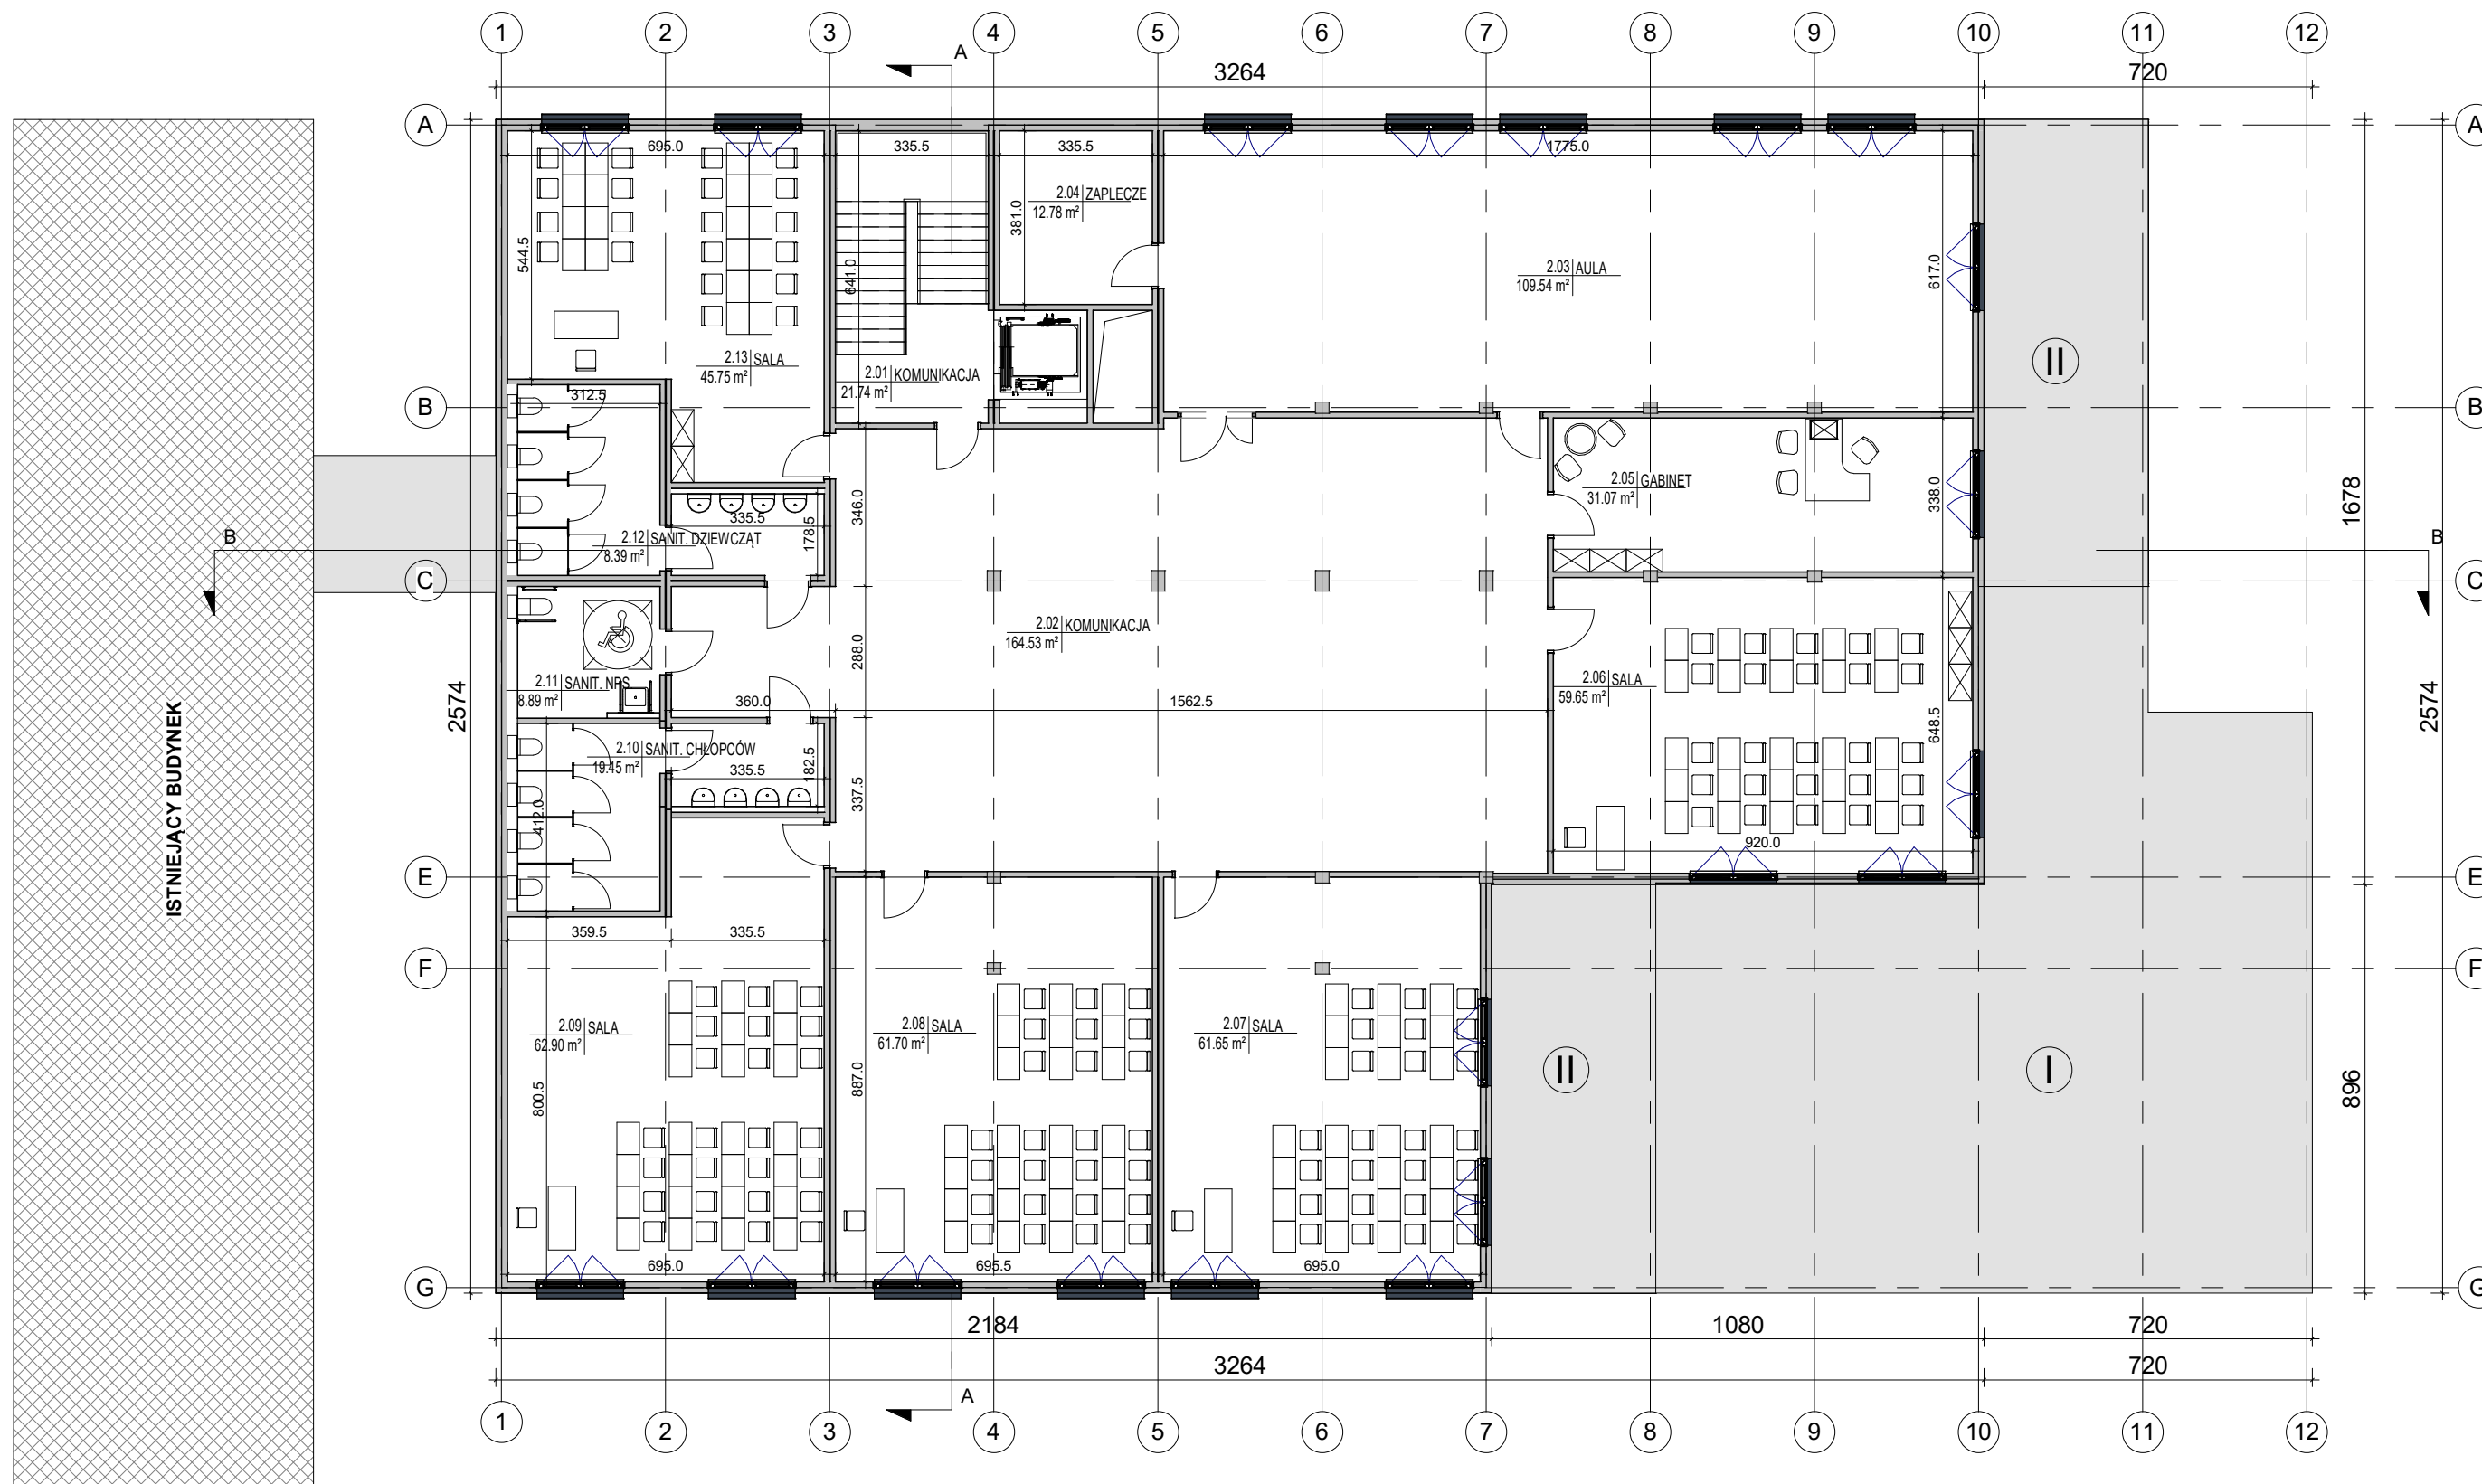 1 2 3 4 5 6 7 8 9 10 11 12
A
3264 720
A A
695.0 335.5 335.5 1775.0
2.04 ZAPLECZE
12.78 m²
381.0
544.5
641.0
617.0
2.03 AULA
109.54 m²
II
2.13 SALA
45.75 m²
2.01 KOMUNIKACJA
21.74 m²
B B
312.5
2.05 GABINET
31.07 m²
338.0
346.0
1678
335.5
178.5
2.12 SANIT. DZIEWCZĄT
8.39 m²
B B
C C
2.02 KOMUNIKACJA
164.53 m²
288.0
2.11 SANIT. NPS
8.89 m²
2.06 SALA
59.65 m²
360.0 1562.5
648.5
2574 2574
ISTNIEJĄCY BUDYNEK
2.10 SANIT. CHŁOPCÓW
19.45 m²
335.5
182.5
337.5
412.0
920.0
E E
359.5 335.5
F F
2.09 SALA
62.90 m²
2.08 SALA
61.70 m²
2.07 SALA
61.65 m²
II I
800.5
887.0
896
695.0 695.5 695.0
G G
2184 1080 720
3264 720
A
1 2 3 4 5 6 7 8 9 10 11 12